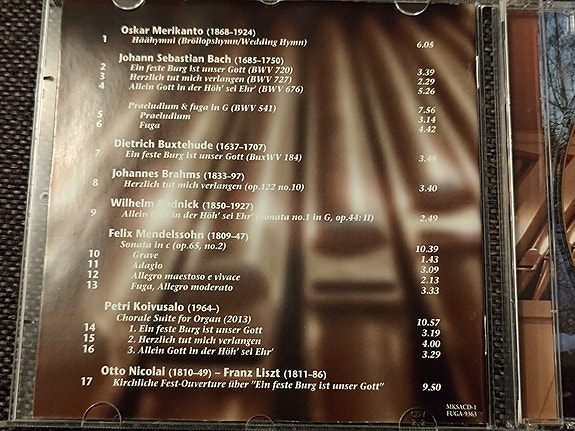 Oskar Merikanto (1868–1924)
1 Häähymni (Bröllopshymn/Wedding Hymn) 6.05
Johann Sebastian Bach (1685–1750)
2 Ein feste Burg ist unser Gott (BWV 720) 3.39
3 Herzlich tut mich verlangen (BWV 727) 2.29
4 Allein Gott in der Höh' sei Ehr' (BWV 676) 5.26
Praeludium & fuga in G (BWV 541) 7.56
5 Praeludium 3.14
6 Fuga 4.42
Dietrich Buxtehude (1637–1707)
7 Ein feste Burg ist unser Gott (BuxWV 184) 3.48
Johannes Brahms (1833–97)
8 Herzlich tut mich verlangen (op.122 no.10) 3.40
Wilhelm Rudnick (1850–1927)
9 Allein Gott in der Höh' sei Ehr' (Sonata no.1 in G, op.44: II) 2.49
Felix Mendelssohn (1809–47)
Sonata in c (op.65, no.2) 10.39
10 Grave 1.43
11 Adagio 3.09
12 Allegro maestoso e vivace 2.13
13 Fuga, Allegro moderato 3.33
Petri Koivusalo (1964–)
Chorale Suite for Organ (2013) 10.57
14 1. Ein feste Burg ist unser Gott 3.19
15 2. Herzlich tut mich verlangen 4.00
16 3. Allein Gott in der Höh' sei Ehr' 3.29
Otto Nicolai (1810–49) – Franz Liszt (1811–86)
17 Kirchliche Fest-Ouverture über "Ein feste Burg ist unser Gott" 9.50
MKSACD-1
FUGA-9363